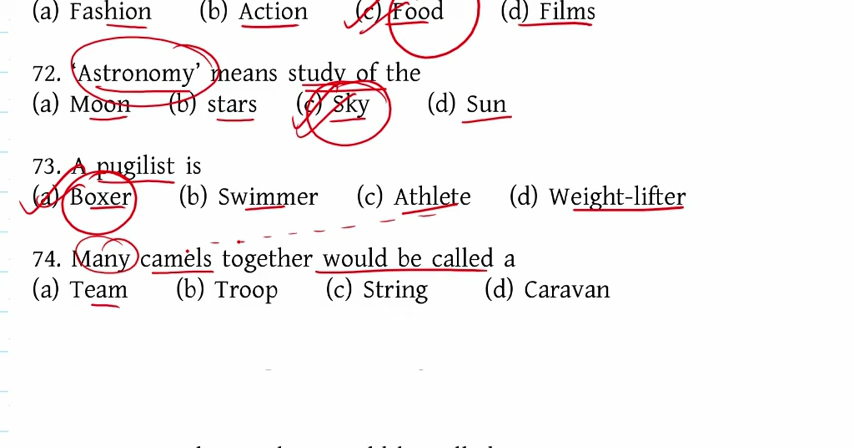 (a) Fashion (b) Action (c) Food (d) Films
72. 'Astronomy' means study of the
(a) Moon (b) stars (c) Sky (d) Sun
73. A pugilist is
(a) Boxer (b) Swimmer (c) Athlete (d) Weight-lifter
74. Many camels together would be called a
(a) Team (b) Troop (c) String (d) Caravan